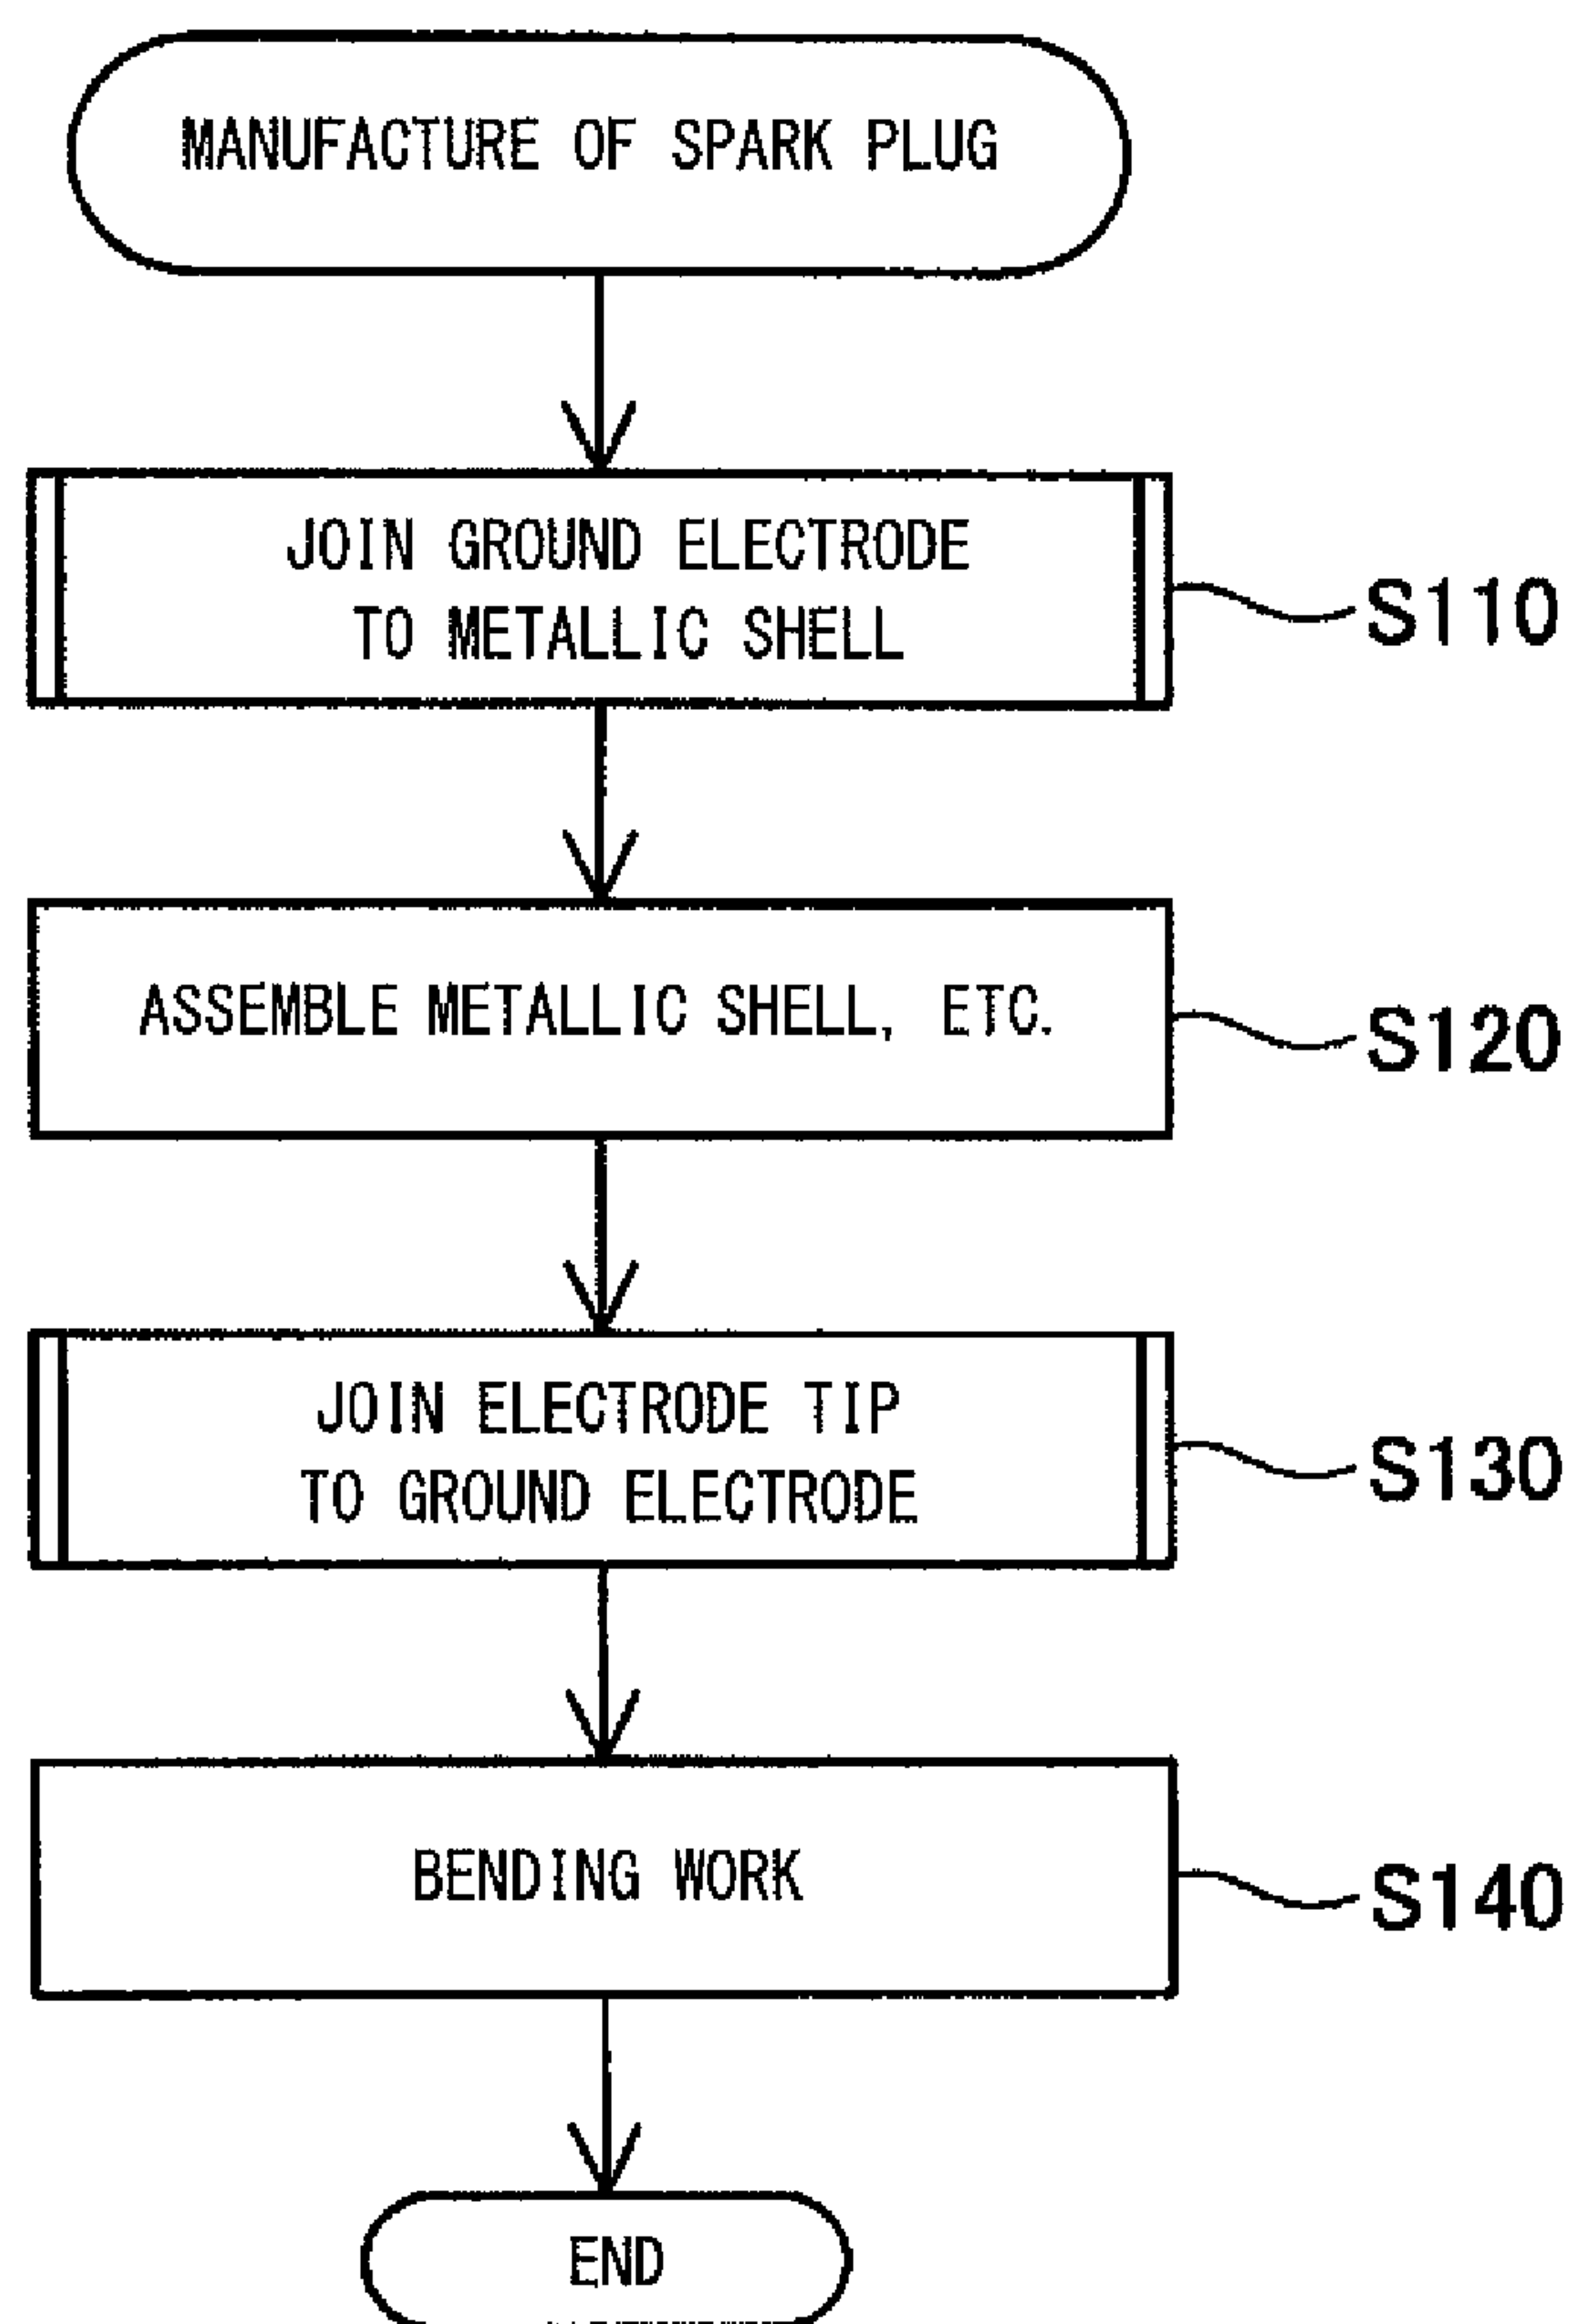 MANUFACTURE OF SPARK PLUG
JOIN GROUND ELECTRODE
TO METALLIC SHELL
S110
ASSEMBLE METALLIC SHELL, ETC.
S120
JOIN ELECTRODE TIP
TO GROUND ELECTRODE
S130
BENDING WORK
S140
END